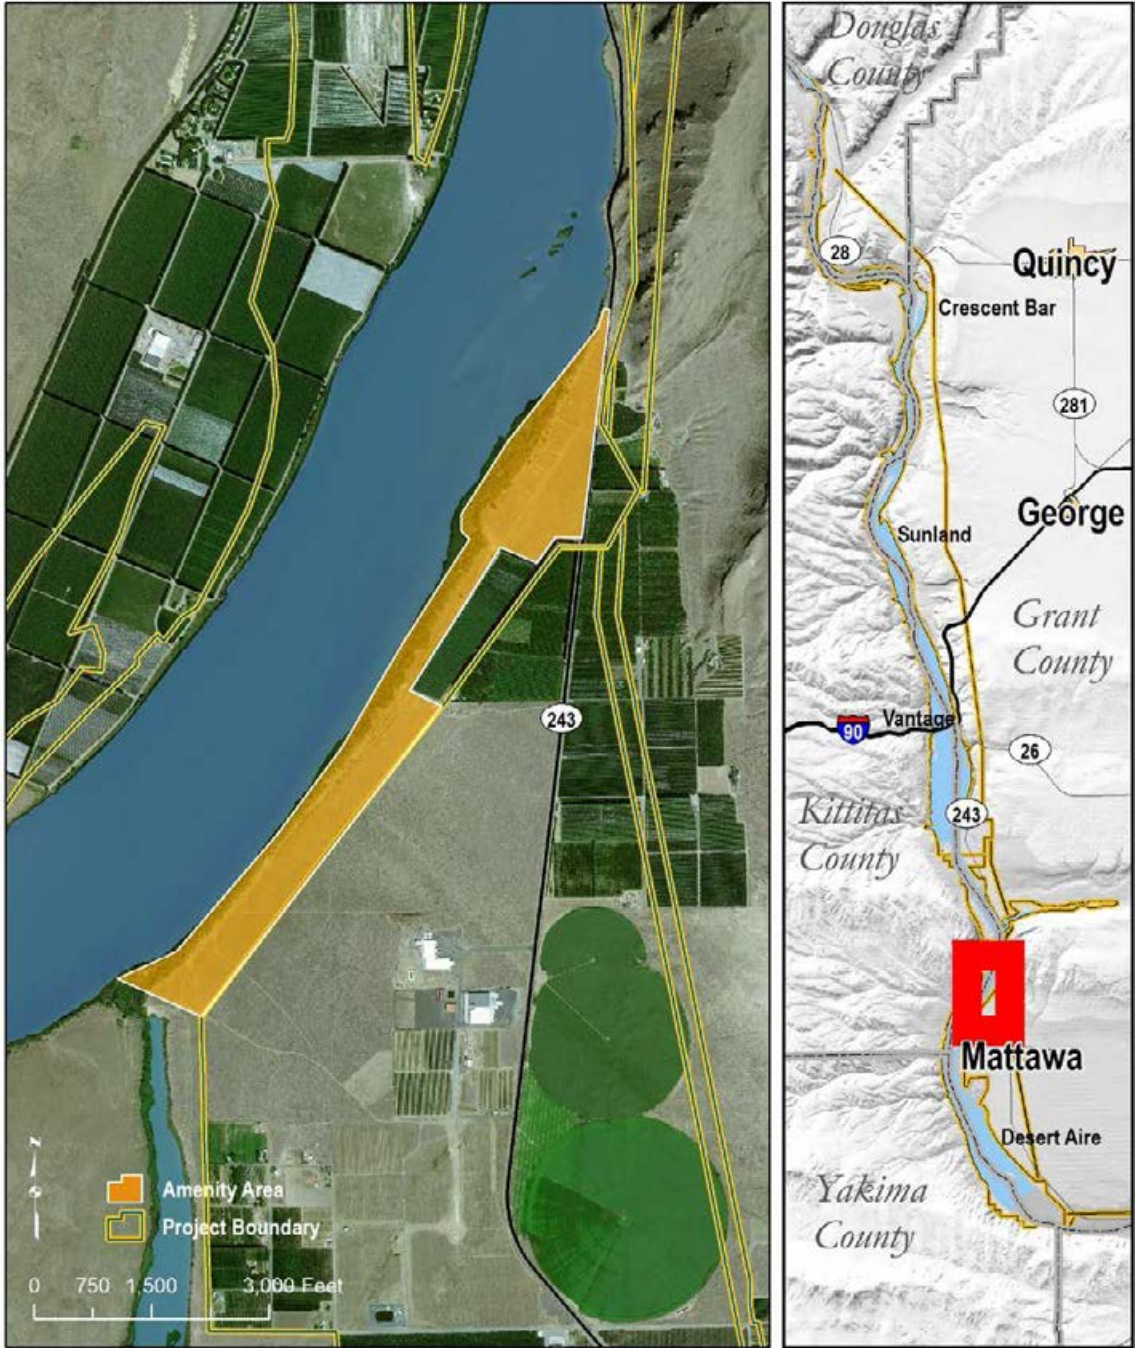 243
Z
Amenity Area
Project Boundary
0 750 1,500 3,000 Feet
Douglas
County
28
Quincy
Crescent Bar
281
George
Sunland
Grant
County
Vantage
90
26
Kittitas
County
243
Mattawa
Desert Aire
Yakima
County